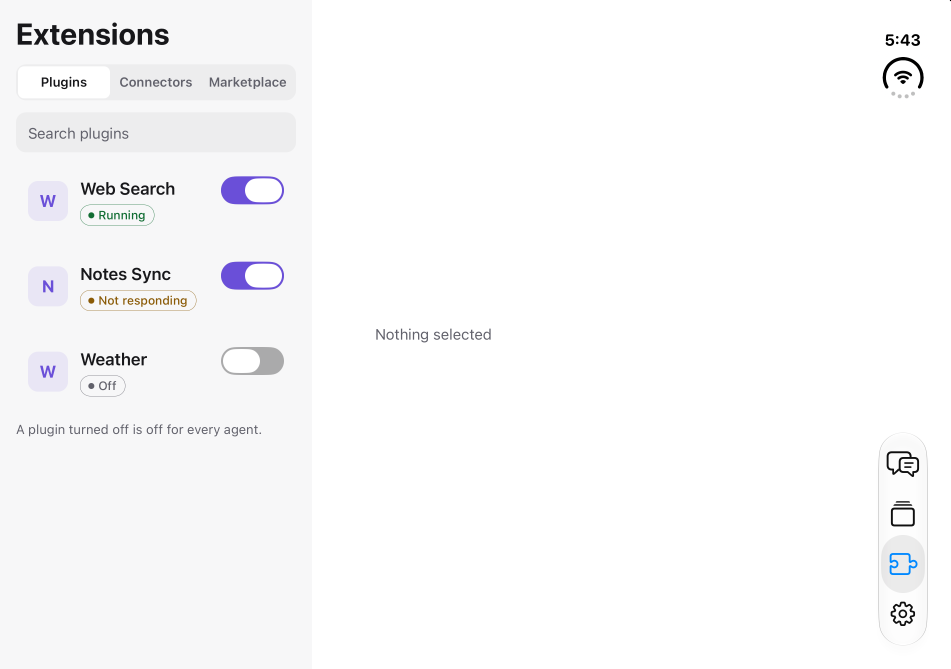 Extensions
Plugins Connectors Marketplace
Search plugins
W
Web Search
Running
N
Notes Sync
Not responding
W
Weather
Off
A plugin turned off is off for every agent.
Nothing selected
5:43